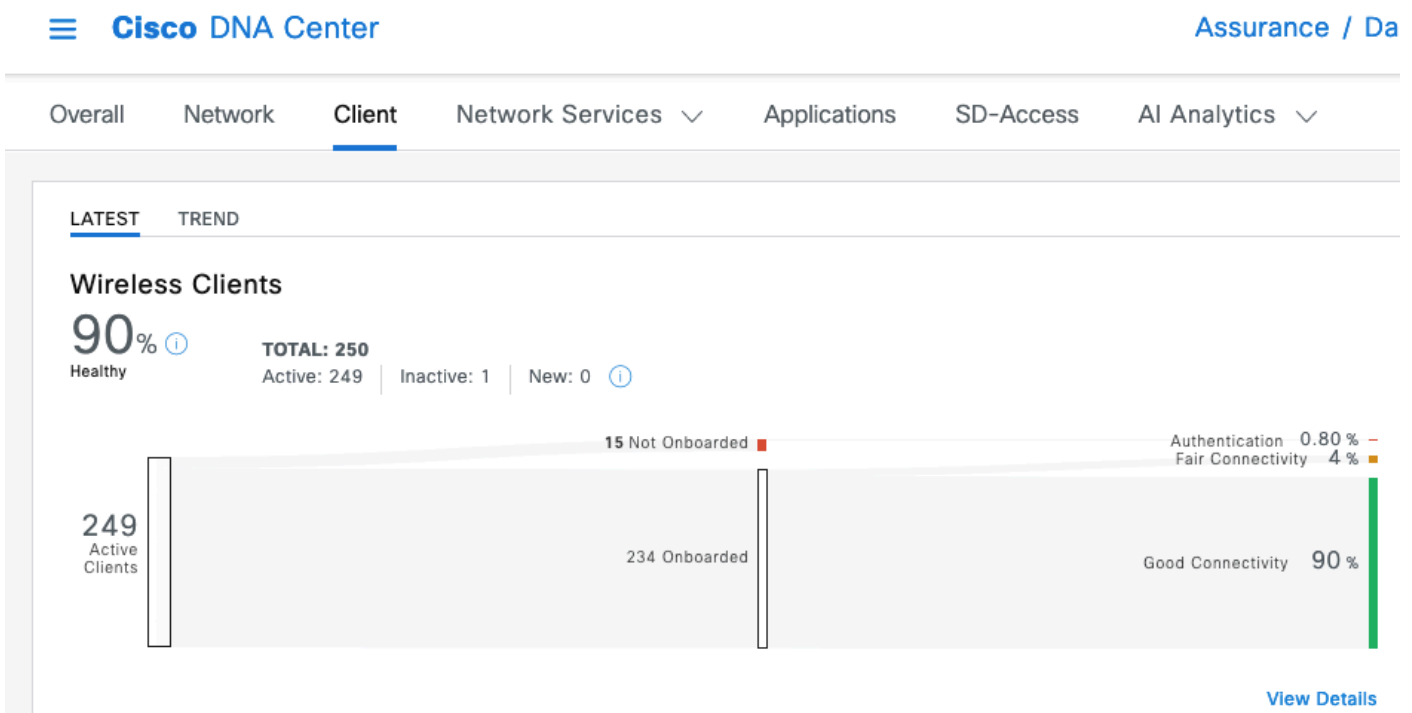 Cisco DNA Center
Assurance / Da
Overall Network Client Network Services Applications SD-Access AI Analytics
LATEST TREND
Wireless Clients
90%
Healthy
TOTAL: 250
Active: 249 Inactive: 1 New: 0
15 Not Onboarded
Authentication 0.80 %
Fair Connectivity 4 %
249
Active
Clients
234 Onboarded
Good Connectivity 90 %
View Details